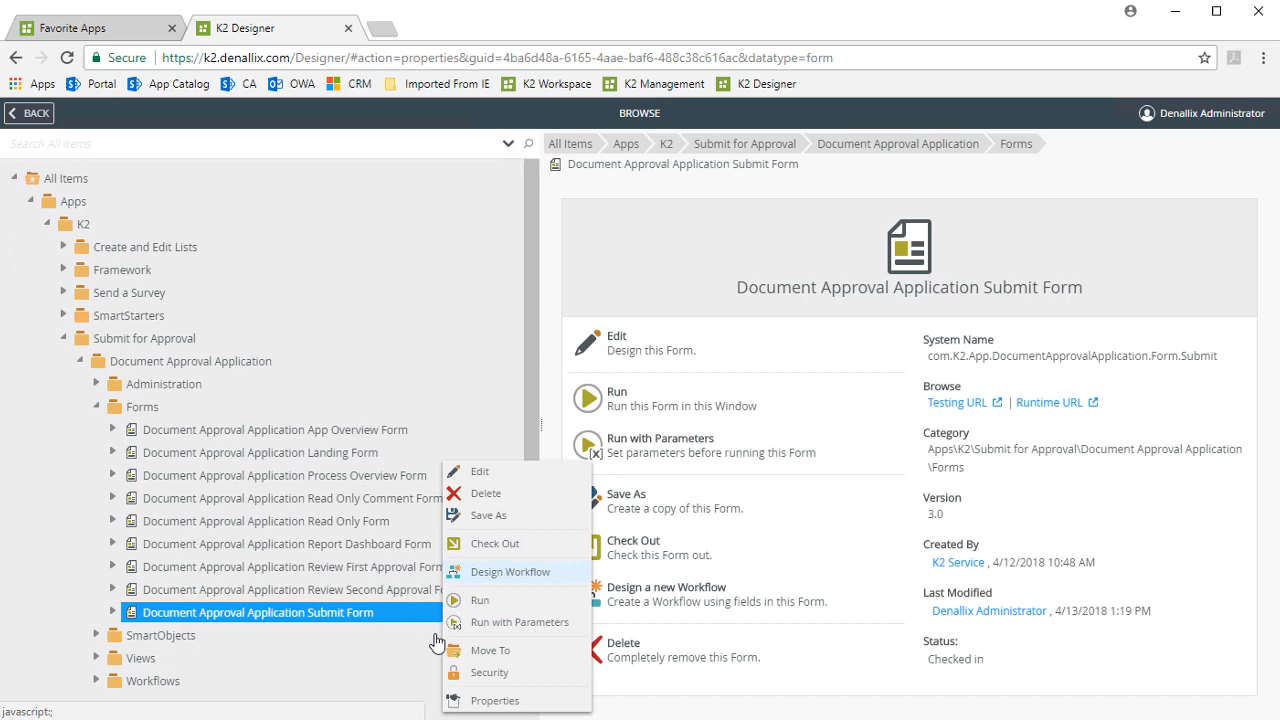 Favorite Apps
K2 Designer
Secure | https://k2.denallix.com/Designer/#action=properties&guid=4ba6d48a-6165-4aae-baf6-488c38c616ac&datatype=form
Apps Portal App Catalog CA OWA CRM Imported From IE K2 Workspace K2 Management K2 Designer
BACK
BROWSE
Denallix Administrator
Search All Items
All Items
Apps
K2
Create and Edit Lists
Framework
Send a Survey
SmartStarters
Submit for Approval
Document Approval Application
Administration
Forms
Document Approval Application App Overview Form
Document Approval Application Landing Form
Document Approval Application Process Overview Form
Document Approval Application Read Only Comment Form
Document Approval Application Read Only Form
Document Approval Application Report Dashboard Form
Document Approval Application Review First Approval Form
Document Approval Application Review Second Approval Fo
Document Approval Application Submit Form
SmartObjects
Views
Workflows
javascript:;
Edit
Delete
Save As
Check Out
Design Workflow
Run
Run with Parameters
Move To
Security
Properties
All Items Apps K2 Submit for Approval Document Approval Application Forms
Document Approval Application Submit Form
Document Approval Application Submit Form
Edit
Design this Form.
Run
Run this Form in this Window
Run with Parameters
Set parameters before running this Form
Save As
Create a copy of this Form.
Check Out
Check this Form out.
Design a new Workflow
Create a Workflow using fields in this Form.
Delete
Completely remove this Form.
System Name
com.K2.App.DocumentApprovalApplication.Form.Submit
Browse
Testing URL | Runtime URL
Category
Apps\K2\Submit for Approval\Document Approval Application
\Forms
Version
3.0
Created By
K2 Service , 4/12/2018 10:48 AM
Last Modified
Denallix Administrator , 4/13/2018 1:19 PM
Status:
Checked in